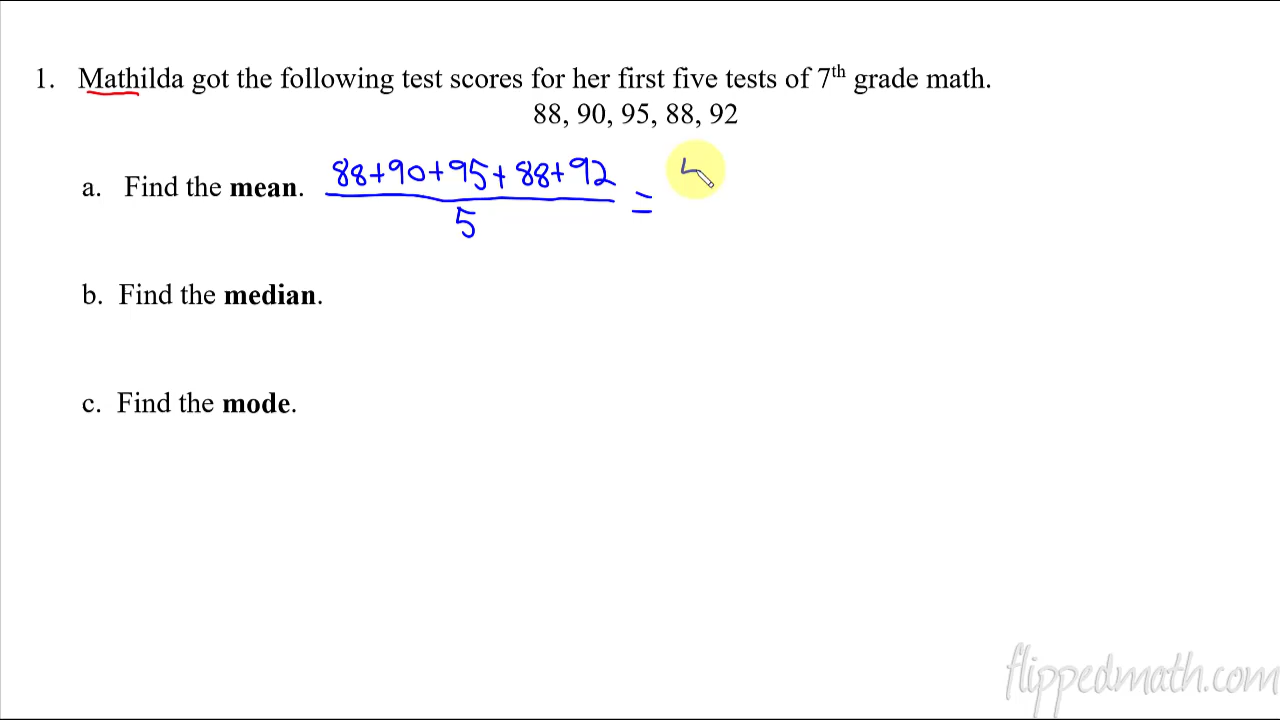 1. Mathilda got the following test scores for her first five tests of 7th grade math.
88, 90, 95, 88, 92
a. Find the mean. 88+90+95+88+92 =
5
b. Find the median.
c. Find the mode.
flippedmath.com